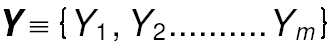 Y ≡ { Y₁ , Y₂.......... Yₘ }